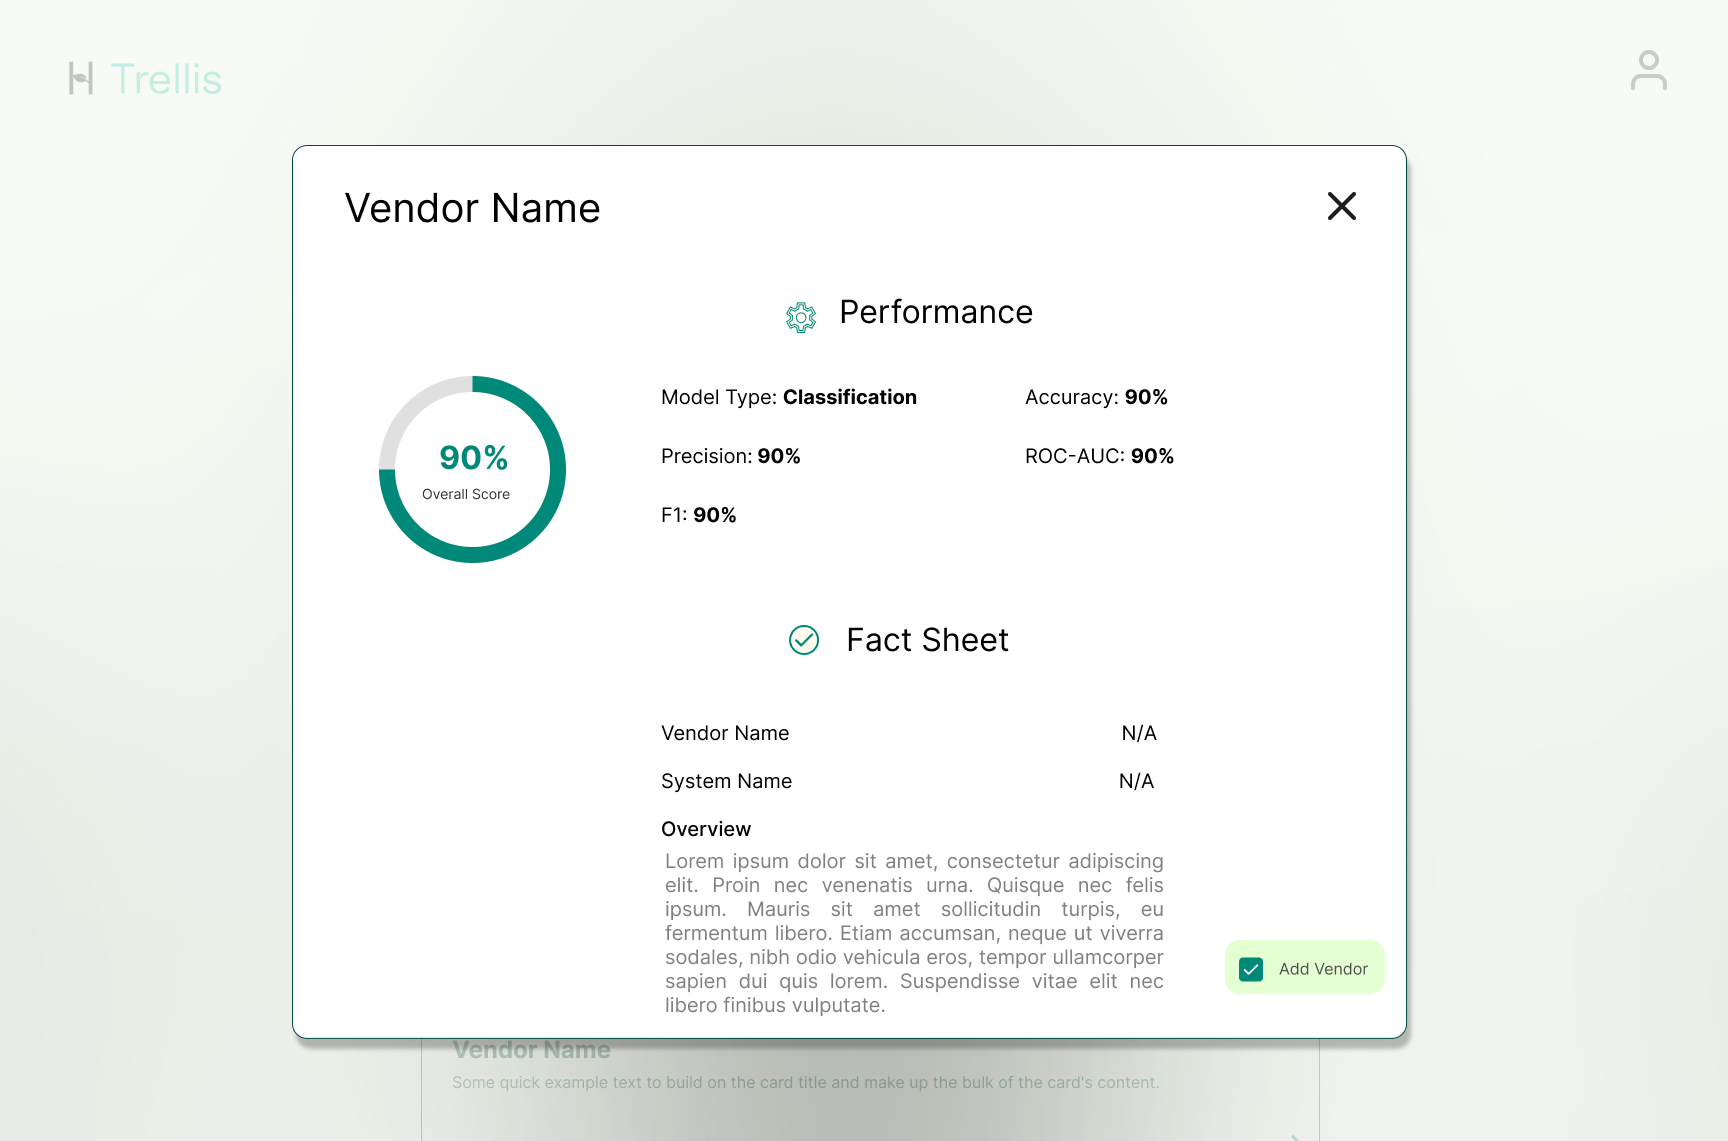 Trellis
Vendor Name
Performance
90%
Overall Score
Model Type: Classification
Accuracy: 90%
Precision: 90%
ROC-AUC: 90%
F1: 90%
Fact Sheet
Vendor Name
N/A
System Name
N/A
Overview
Lorem ipsum dolor sit amet, consectetur adipiscing
elit. Proin nec venenatis urna. Quisque nec felis
ipsum. Mauris sit amet sollicitudin turpis, eu
fermentum libero. Etiam accumsan, neque ut viverra
sodales, nibh odio vehicula eros, tempor ullamcorper
sapien dui quis lorem. Suspendisse vitae elit nec
libero finibus vulputate.
Add Vendor
Vendor Name
Some quick example text to build on the card title and make up the bulk of the card's content.